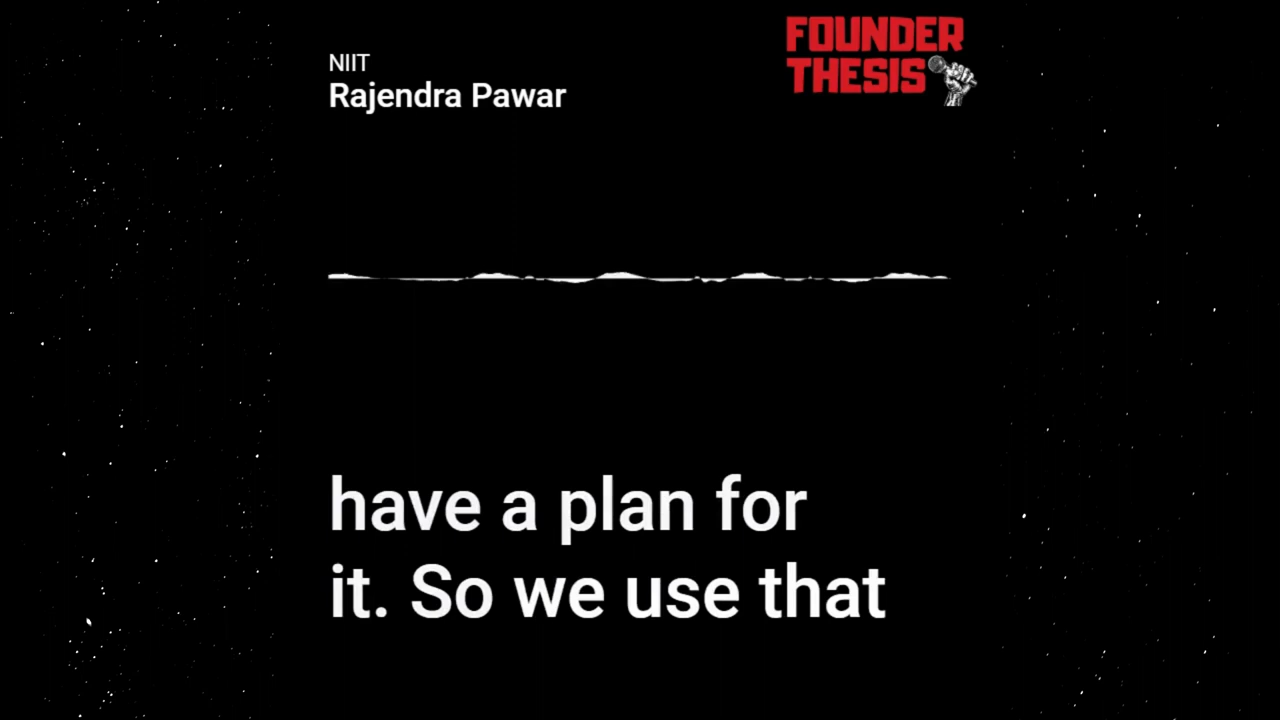 NIIT
Rajendra Pawar
FOUNDER
THESIS
have a plan for
it. So we use that